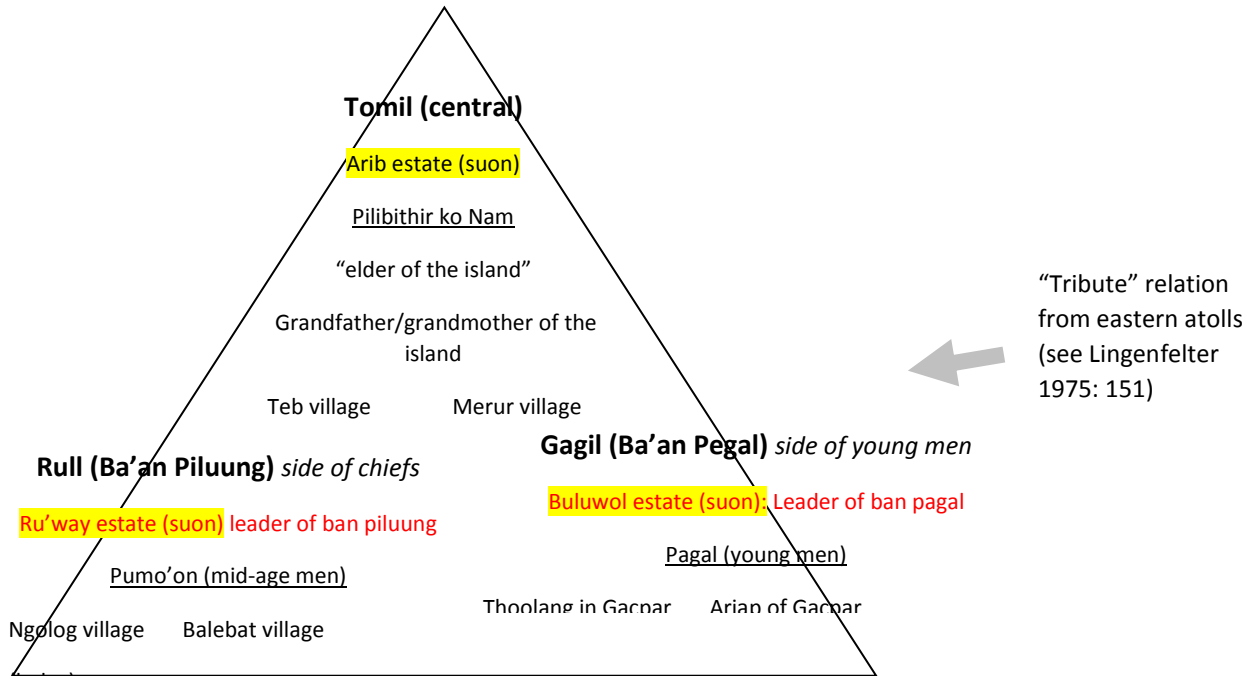 Tomil (central)
Arib estate (suon)
Pilibithir ko Nam
“elder of the island”
Grandfather/grandmother of the
island
Teb village Merur village
“Tribute” relation
from eastern atolls
(see Lingenfelter
1975: 151)
Gagil (Ba’an Pegal) side of young men
Buluwol estate (suon): Leader of ban pagal
Pagal (young men)
Thoolang in Gacpar Ariap of Gacpar
Rull (Ba’an Piluung) side of chiefs
Ru’way estate (suon) leader of ban piluung
Pumo’on (mid-age men)
Ngolog village Balebat village